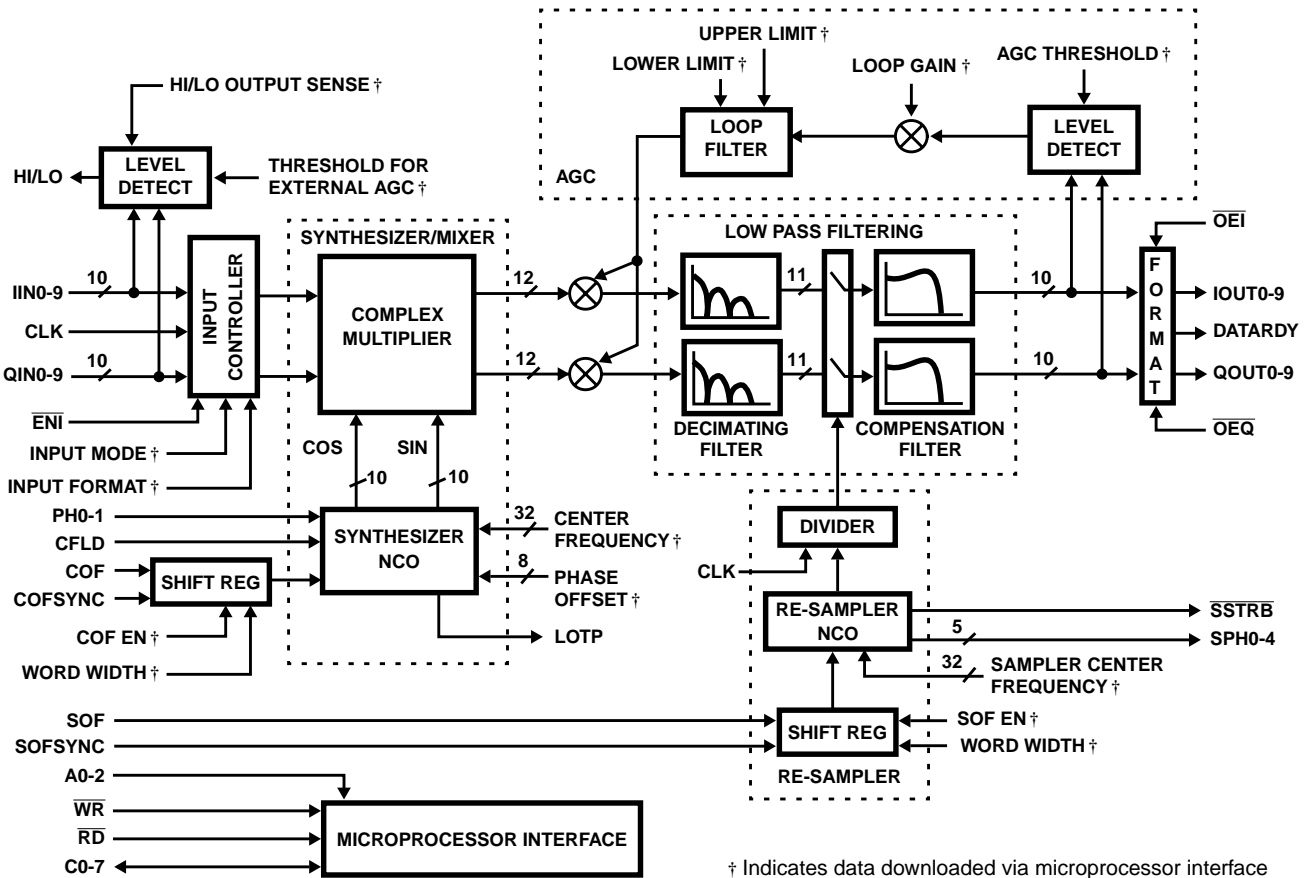 UPPER LIMIT †
LOWER LIMIT †
LOOP GAIN †
AGC THRESHOLD †
HI/LO OUTPUT SENSE †
LOOP
FILTER
LEVEL
DETECT
AGC
HI/LO
LEVEL
DETECT
THRESHOLD FOR
EXTERNAL AGC †
SYNTHESIZER/MIXER
LOW PASS FILTERING
OEI
IIN0-9
10
CLK
QIN0-9
10
INPUT
CONTROLLER
COMPLEX
MULTIPLIER
12
12
11
11
10
10
FORMAT
IOUT0-9
DATARDY
QOUT0-9
OEQ
DECIMATING
FILTER
COMPENSATION
FILTER
ENI
INPUT MODE †
INPUT FORMAT †
COS
SIN
10
10
PH0-1
CFLD
COF
COFSYNC
SHIFT REG
COF EN †
WORD WIDTH †
SYNTHESIZER
NCO
32
CENTER
FREQUENCY †
8
PHASE
OFFSET †
LOTP
DIVIDER
CLK
RE-SAMPLER
NCO
SSTRB
5
SPH0-4
32
SAMPLER CENTER
FREQUENCY †
SOF
SOFSYNC
SHIFT REG
SOF EN †
WORD WIDTH †
RE-SAMPLER
A0-2
WR
RD
C0-7
MICROPROCESSOR INTERFACE
† Indicates data downloaded via microprocessor interface